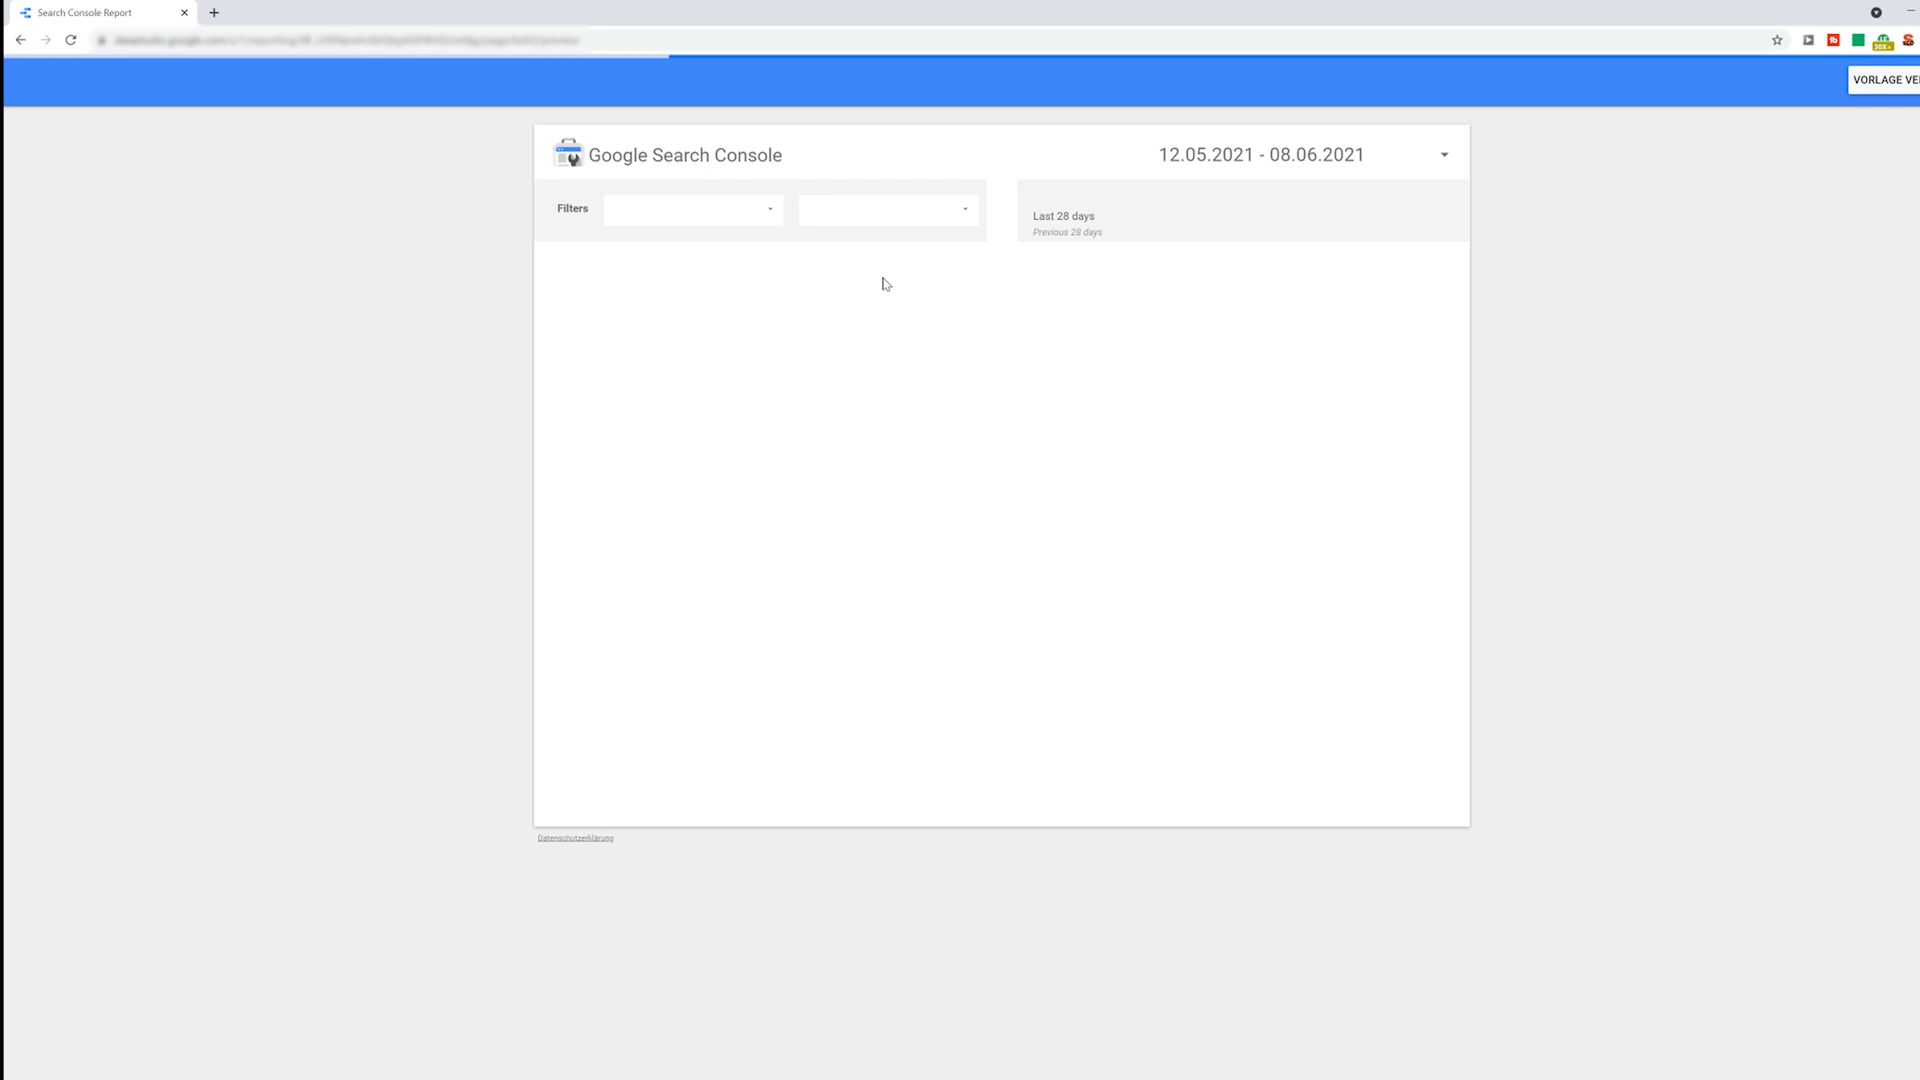 Search Console Report
VORLAGE VE
Google Search Console
12.05.2021 - 08.06.2021
Filters
Last 28 days
Previous 28 days
Datenschutzerklärung